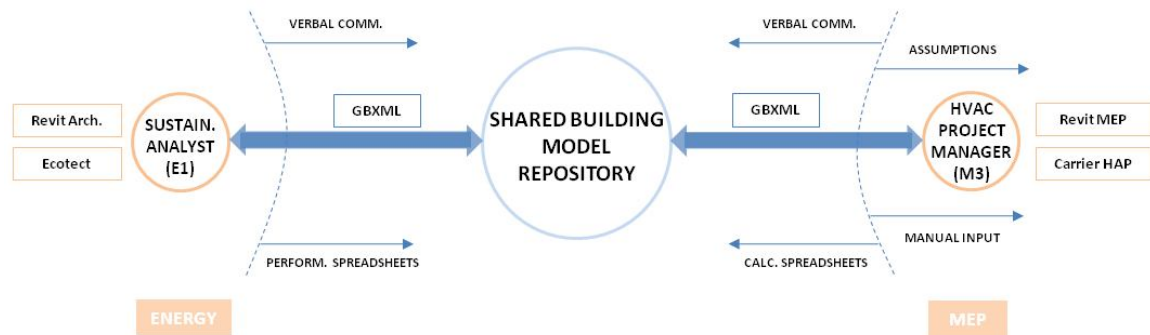 VERBAL COMM.
VERBAL COMM.
ASSUMPTIONS
GBXML
GBXML
Revit Arch.
Ecotect
SUSTAIN.
ANALYST
(E1)
SHARED BUILDING
MODEL
REPOSITORY
HVAC
PROJECT
MANAGER
(M3)
Revit MEP
Carrier HAP
PERFORM. SPREADSHEETS
CALC. SPREADSHEETS
MANUAL INPUT
ENERGY
MEP